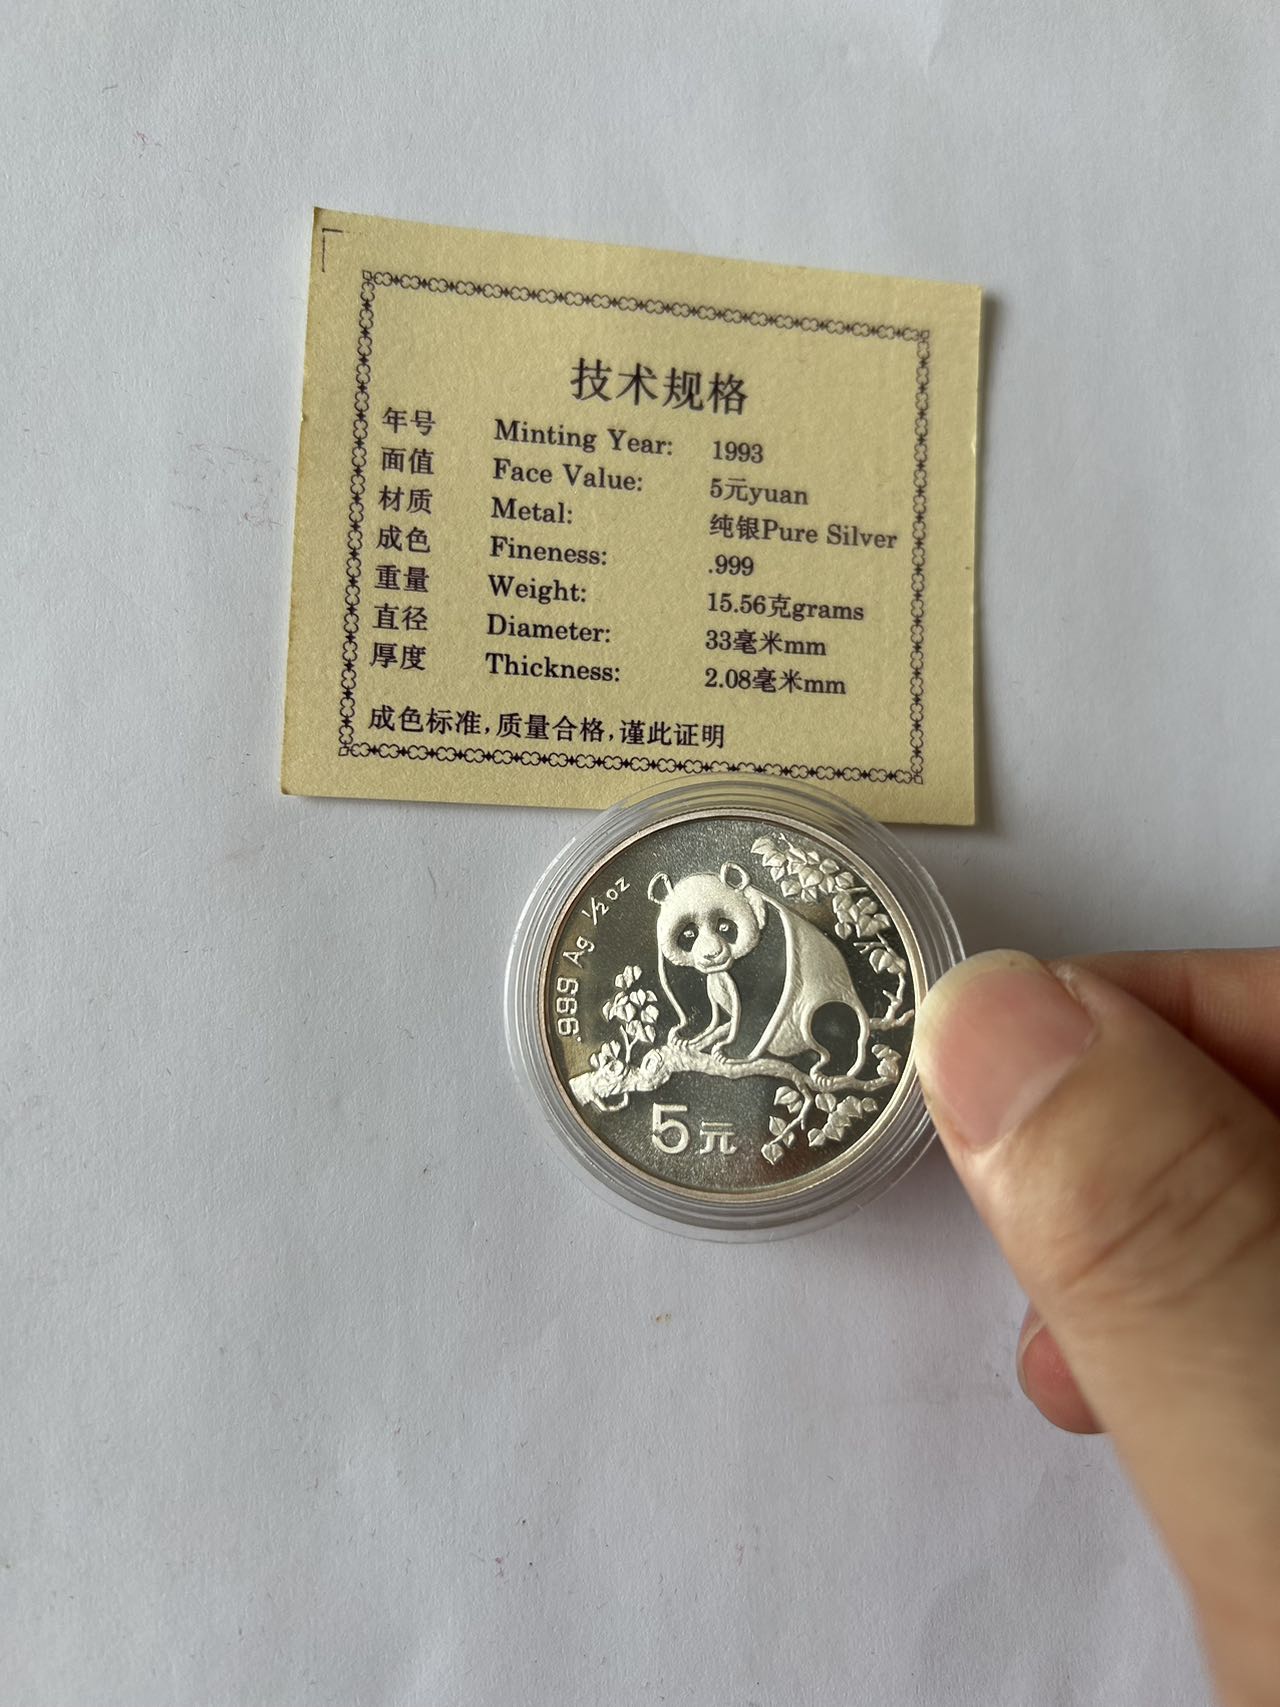 技术规格
年号 Minting Year: 1993
面值 Face Value: 5元yuan
材质 Metal: 纯银Pure Silver
成色 Fineness: .999
重量 Weight: 15.56克grams
直径 Diameter: 33毫米mm
厚度 Thickness: 2.08毫米mm
成色标准,质量合格,谨此证明
.999 Ag ½ oz
5元